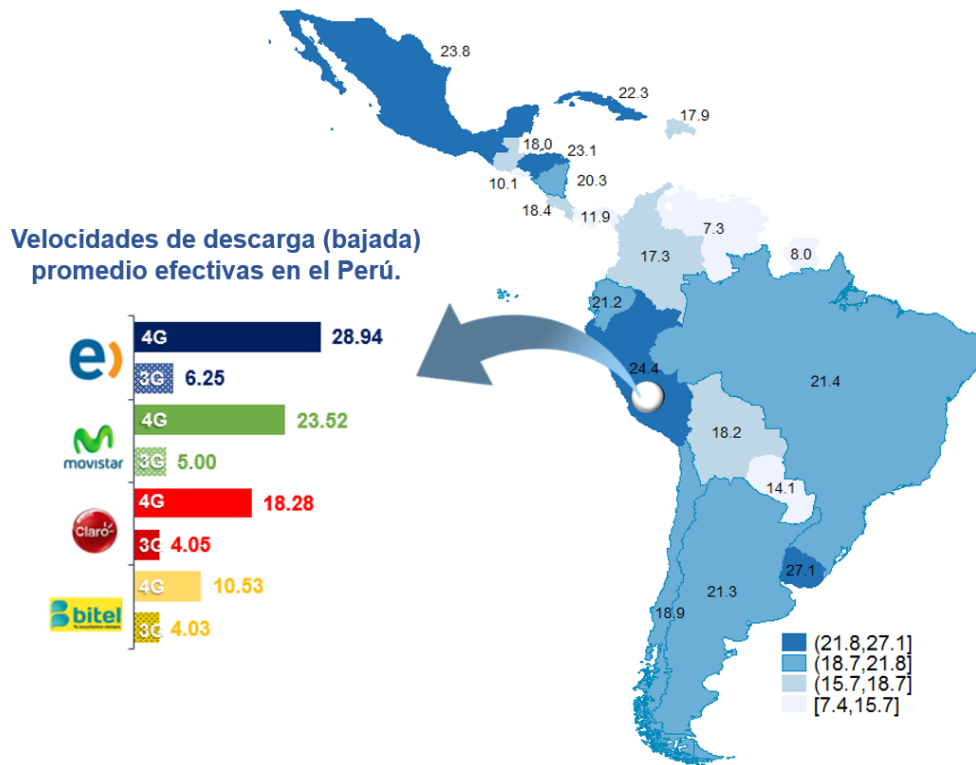 23.8
22.3
17.9
18.0
23.1
10.1
20.3
18.4
11.9
7.3
8.0
17.3
21.2
24.4
21.4
18.2
14.1
27.1
21.3
18.9
Velocidades de descarga (bajada)
promedio efectivas en el Perú.
e)
4G 28.94
3G 6.25
movistar
4G 23.52
3G 5.00
Claro
4G 18.28
3G 4.05
bitel
4G 10.53
3G 4.03
(21.8,27.1]
(18.7,21.8]
(15.7,18.7]
[7.4,15.7]